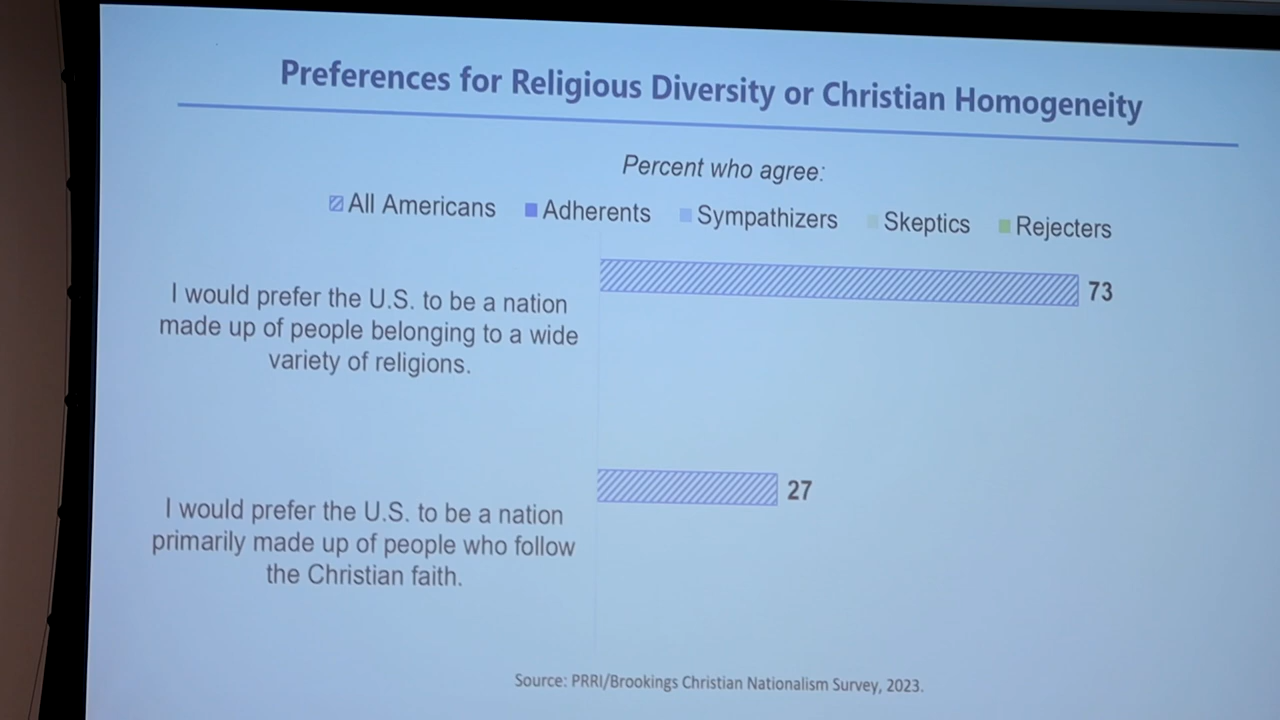 Preferences for Religious Diversity or Christian Homogeneity
Percent who agree:
All Americans Adherents Sympathizers Skeptics Rejecters
I would prefer the U.S. to be a nation
made up of people belonging to a wide
variety of religions.
73
I would prefer the U.S. to be a nation
primarily made up of people who follow
the Christian faith.
27
Source: PRRI/Brookings Christian Nationalism Survey, 2023.